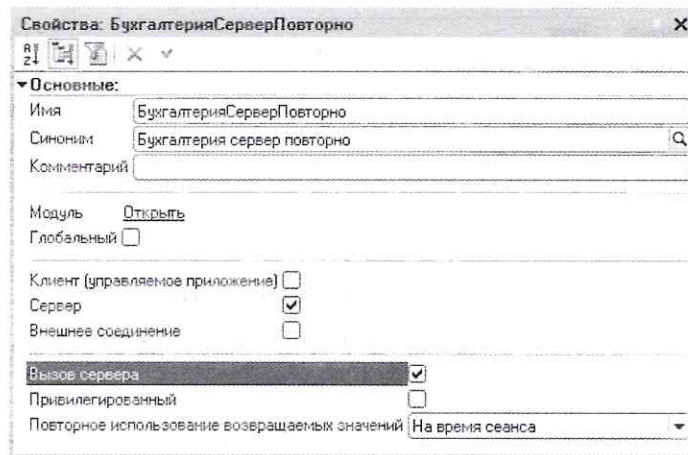 Свойства: БухгалтерияСерверПовторно
Основные:
Имя БухгалтерияСерверПовторно
Синоним Бухгалтерия сервер повторно
Комментарий
Модуль Открыть
Глобальный
Клиент (управляемое приложение)
Сервер
Внешнее соединение
Вызов сервера
Привилегированный
Повторное использование возвращаемых значений На время сеанса